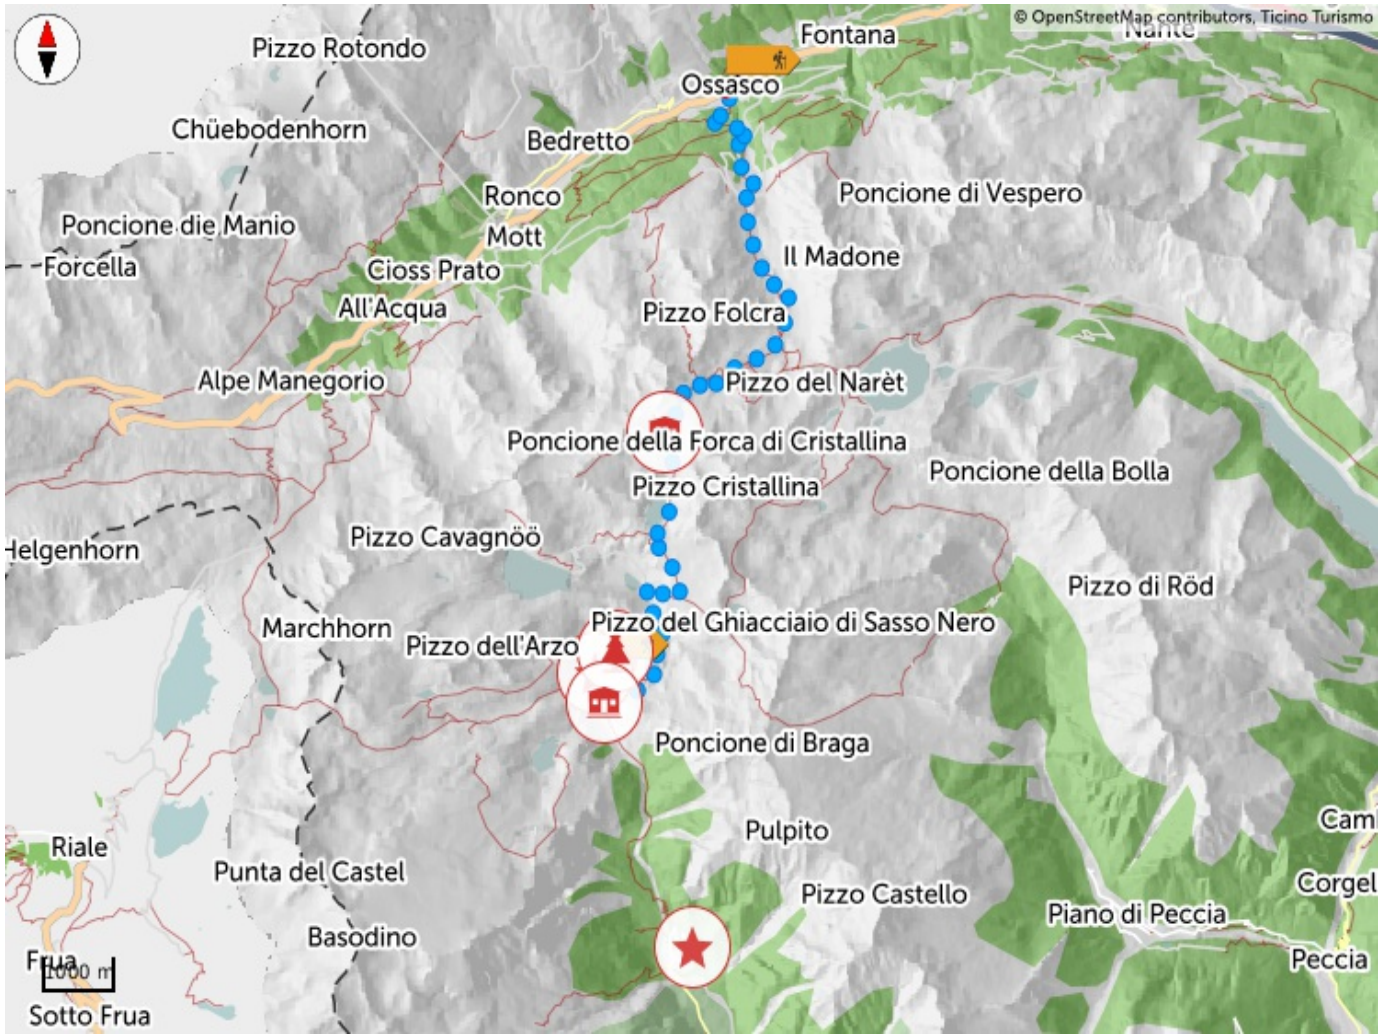 © OpenStreetMap contributors, Ticino Turismo
Nante
Fontana
Pizzo Rotondo
Ossasco
Chüebodenhorn
Bedretto
Ronco
Poncione di Vespero
Mott
Poncione die Manio
Il Madone
Forcella
Cioss Prato
All'Acqua
Pizzo Folcra
Alpe Manegorio
Pizzo del Narèt
Poncione della Forca di Cristallina
Poncione della Bolla
Pizzo Cristallina
Pizzo Cavagnöö
Helgenhorn
Pizzo di Röd
Marchhorn
Pizzo del Ghiacciaio di Sasso Nero
Pizzo dell'Arzo
Poncione di Braga
Cam
Pulpito
Riale
Punta del Castel
Corgel
Pizzo Castello
Piano di Peccia
Basodino
Peccia
Frua
1000 m
Sotto Frua